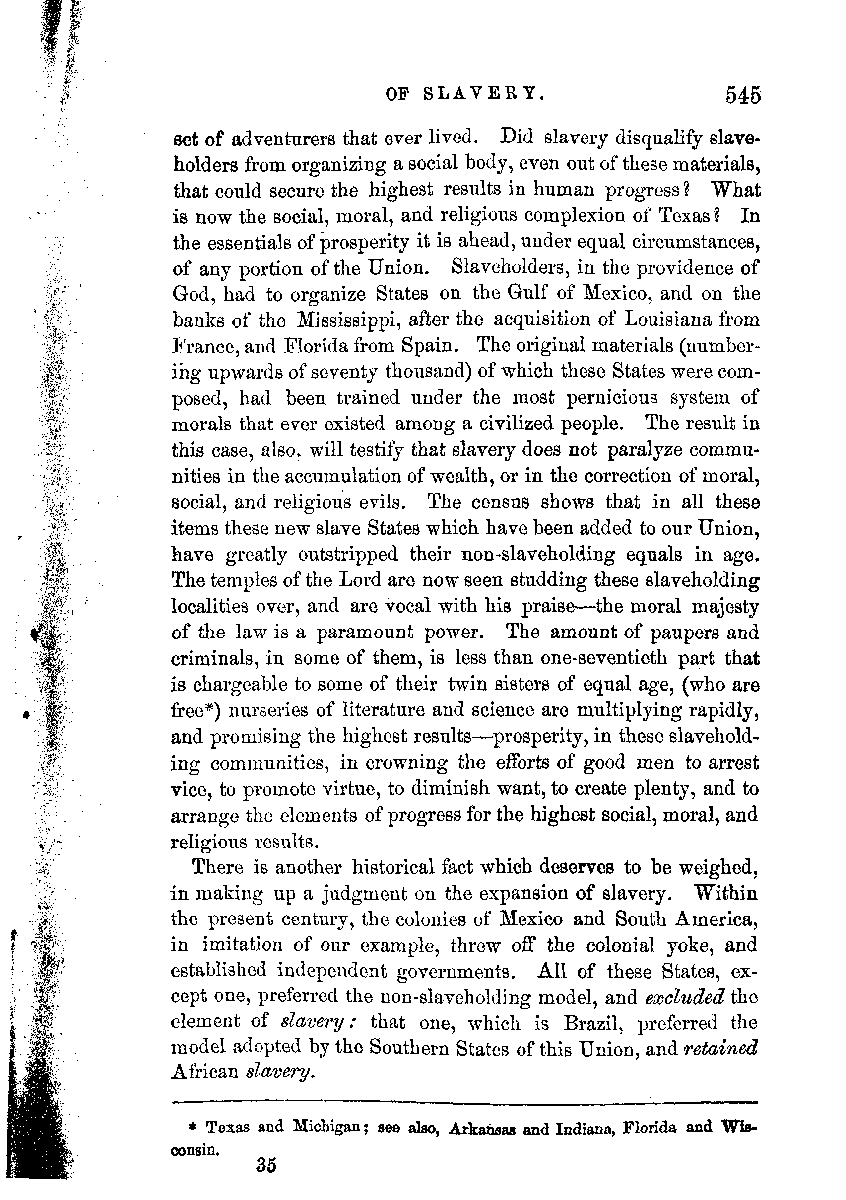 OF SLAVERY. 545
set of adventurers that ever lived. Did slavery disqualify slave-
holders from organizing a social body, even out of these materials,
that could secure the highest results in human progress? What
is now the social, moral, and religious complexion of Texas? In
the essentials of prosperity it is ahead, under equal circumstances,
of any portion of the Union. Slaveholders, in the providence of
God, had to organize States on the Gulf of Mexico, and on the
banks of the Mississippi, after the acquisition of Louisiana from
France, and Florida from Spain. The original materials (number-
ing upwards of seventy thousand) of which these States were com-
posed, had been trained under the most pernicious system of
morals that ever existed among a civilized people. The result in
this case, also, will testify that slavery does not paralyze commu-
nities in the accumulation of wealth, or in the correction of moral,
social, and religious evils. The census shows that in all these
items these new slave States which have been added to our Union,
have greatly outstripped their non-slaveholding equals in age.
The temples of the Lord are now seen studding these slaveholding
localities over, and are vocal with his praise—the moral majesty
of the law is a paramount power. The amount of paupers and
criminals, in some of them, is less than one-seventieth part that
is chargeable to some of their twin sisters of equal age, (who are
free*) nurseries of literature and science are multiplying rapidly,
and promising the highest results—prosperity, in these slavehold-
ing communities, in crowning the efforts of good men to arrest
vice, to promote virtue, to diminish want, to create plenty, and to
arrange the elements of progress for the highest social, moral, and
religious results.
There is another historical fact which deserves to be weighed,
in making up a judgment on the expansion of slavery. Within
the present century, the colonies of Mexico and South America,
in imitation of our example, threw off the colonial yoke, and
established independent governments. All of these States, ex-
cept one, preferred the non-slaveholding model, and excluded the
element of slavery: that one, which is Brazil, preferred the
model adopted by the Southern States of this Union, and retained
African slavery.
* Texas and Michigan; see also, Arkansas and Indiana, Florida and Wis-
consin.
35